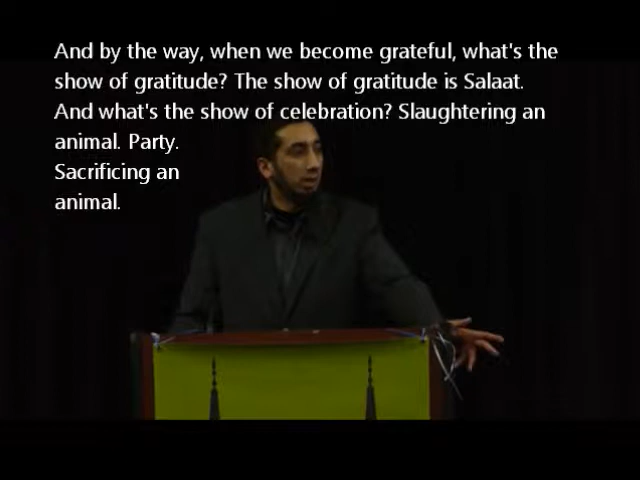 And by the way, when we become grateful, what's the
show of gratitude? The show of gratitude is Salaat.
And what's the show of celebration? Slaughtering an
animal. Party.
Sacrificing an
animal.